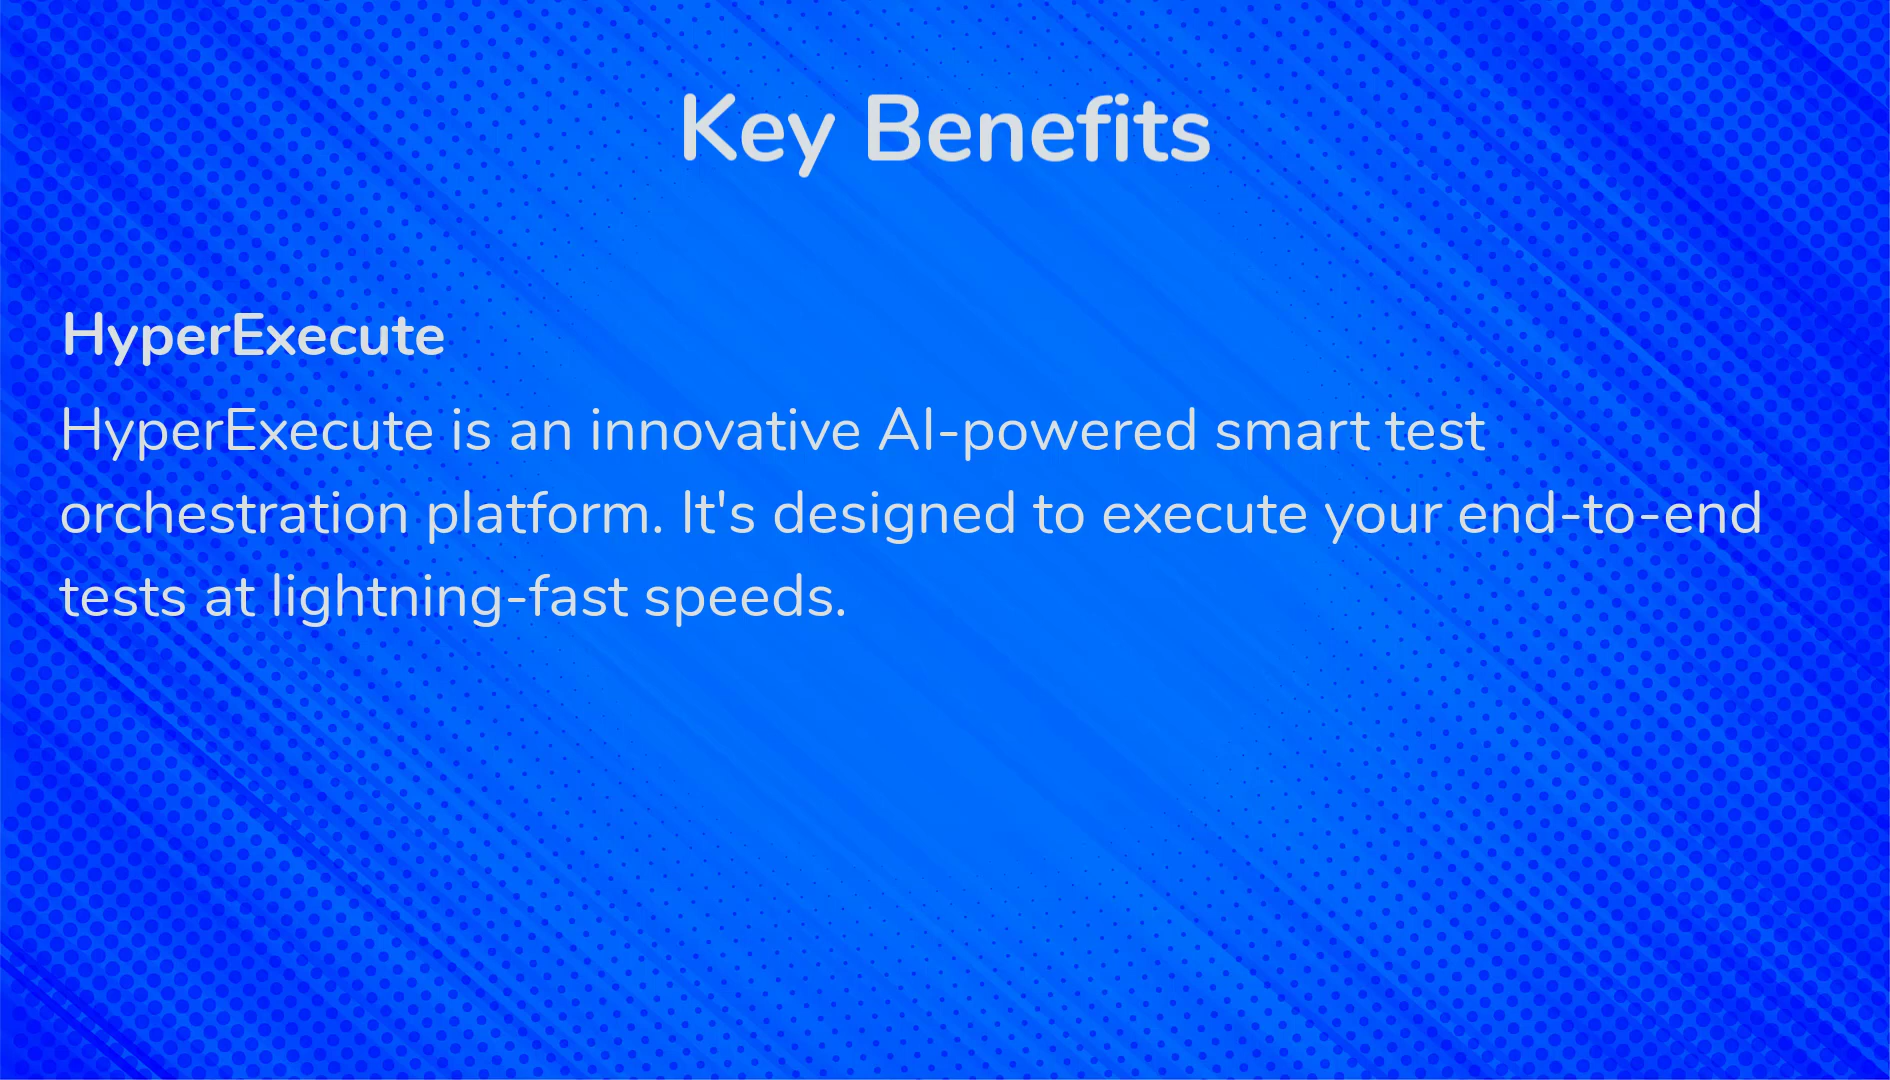 Key Benefits
HyperExecute
HyperExecute is an innovative AI-powered smart test
orchestration platform. It's designed to execute your end-to-end
tests at lightning-fast speeds.